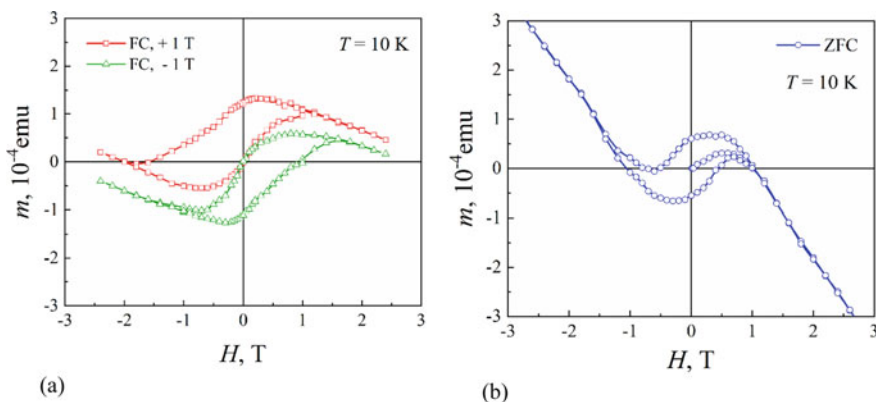 FC, + 1 T
FC, - 1 T
T = 10 K
m, 10⁻⁴emu
3
2
1
0
-1
-2
-3
-3 -2 -1 0 1 2 3
H, T
(a)
ZFC
T = 10 K
m, 10⁻⁴emu
3
2
1
0
-1
-2
-3
-3 -2 -1 0 1 2 3
H, T
(b)